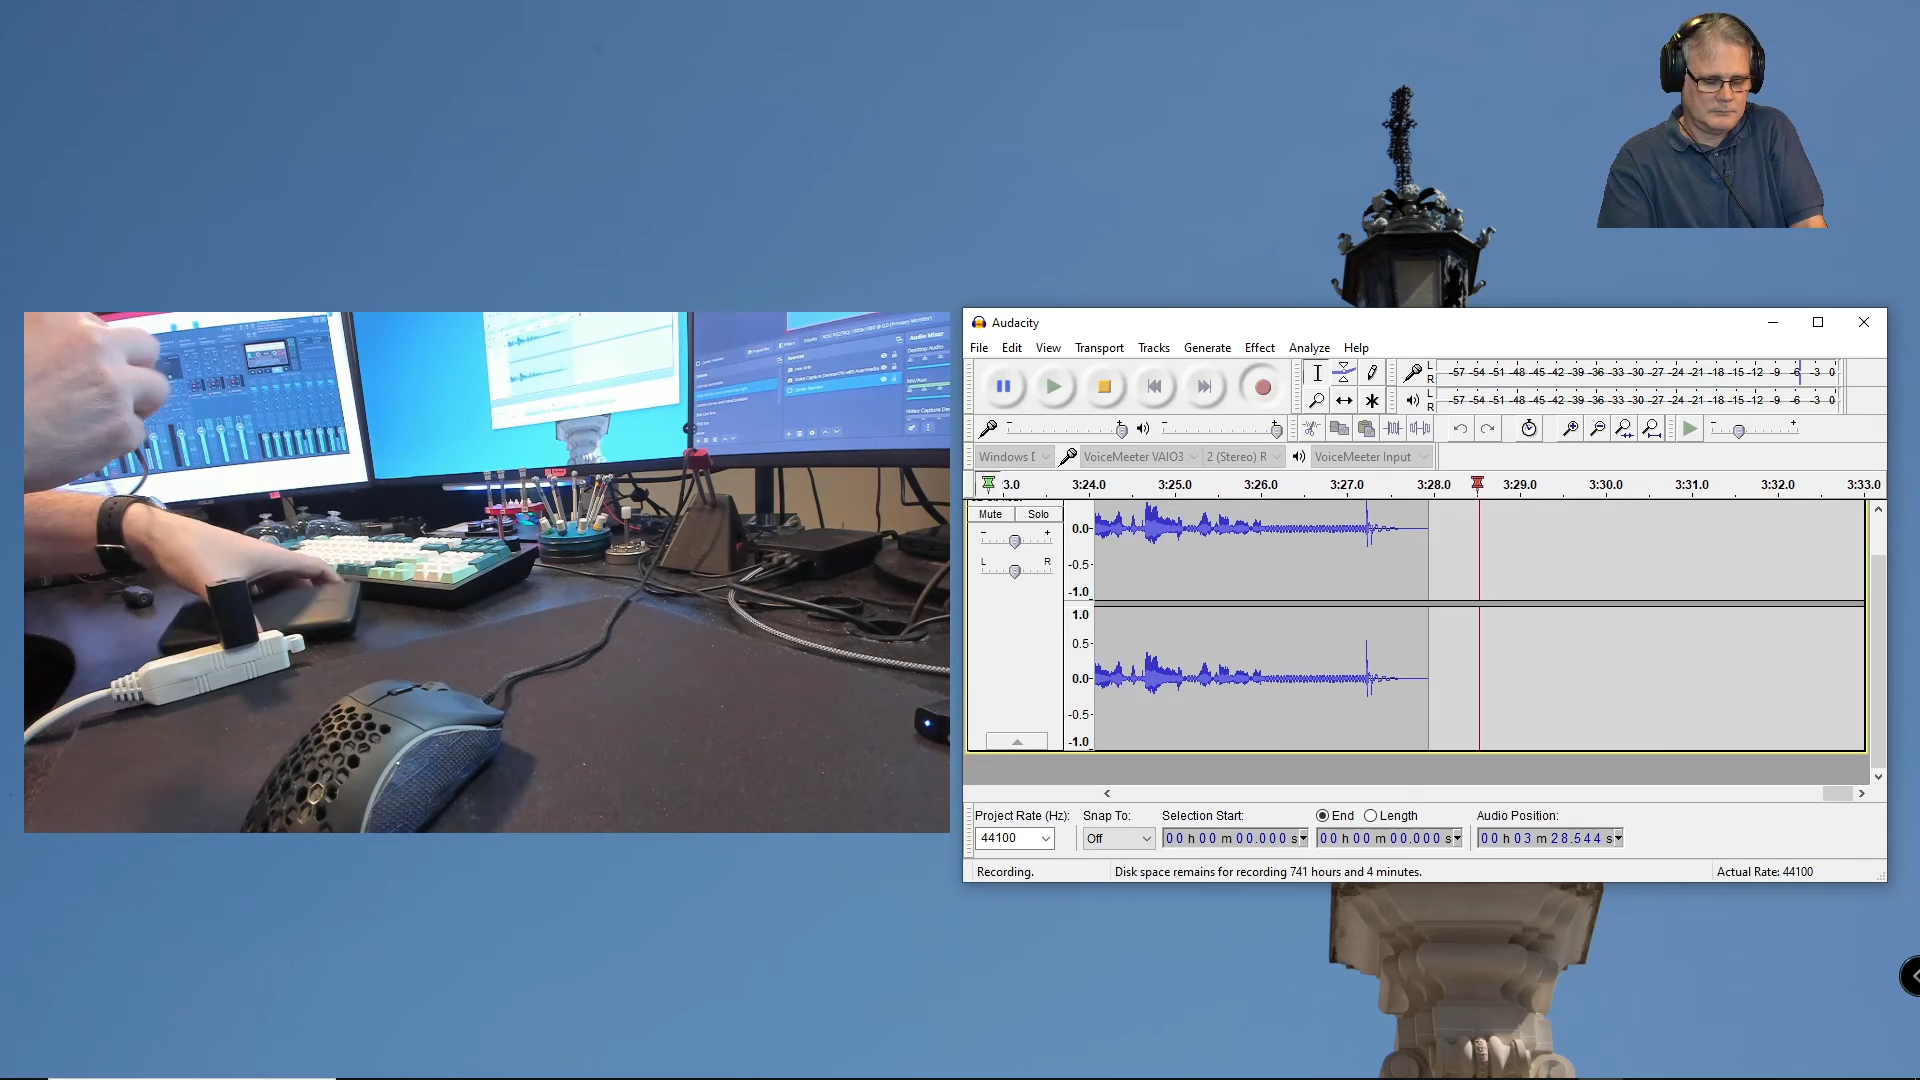 Audacity
File Edit View Transport Tracks Generate Effect Analyze Help
L
R
-57 -54 -51 -48 -45 -42 -39 -36 -33 -30 -27 -24 -21 -18 -15 -12 -9 -6 -3 0
L
R
-57 -54 -51 -48 -45 -42 -39 -36 -33 -30 -27 -24 -21 -18 -15 -12 -9 -6 -3 0
- + - +
- +
Windows D VoiceMeeter VAIO3 2 (Stereo) R VoiceMeeter Input
3.0 3:24.0 3:25.0 3:26.0 3:27.0 3:28.0 3:29.0 3:30.0 3:31.0 3:32.0 3:33.0
Mute Solo
- +
L R
0.0
-0.5
-1.0
1.0
0.5
0.0
-0.5
-1.0
Project Rate (Hz): Snap To: Selection Start: End Length Audio Position:
44100 Off 00 h 00 m 00.000 s 00 h 00 m 00.000 s 00 h 03 m 28.544 s
Recording. Disk space remains for recording 741 hours and 4 minutes. Actual Rate: 44100
Audio Mixer
Desktop Audio
Mic/Aux